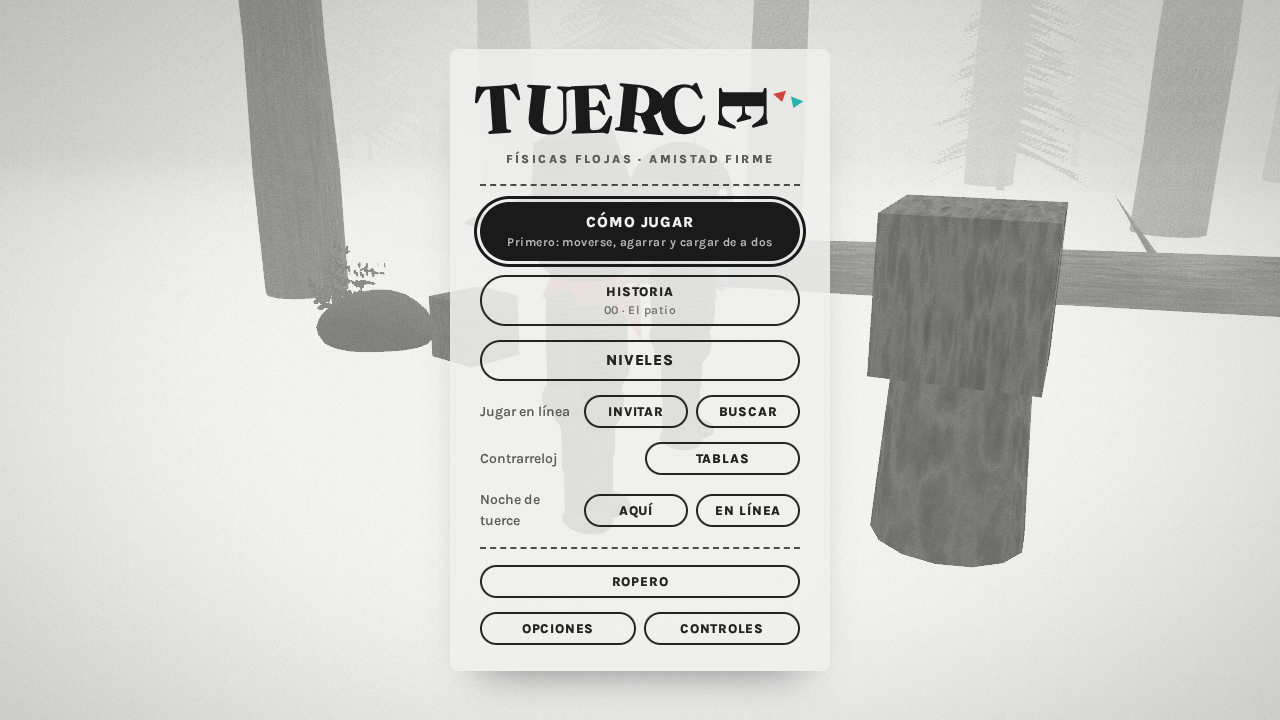 TUERCE
FÍSICAS FLOJAS · AMISTAD FIRME
CÓMO JUGAR
Primero: moverse, agarrar y cargar de a dos
HISTORIA
00 · El patio
NIVELES
Jugar en línea INVITAR BUSCAR
Contrarreloj TABLAS
Noche de
tuerce AQUÍ EN LÍNEA
ROPERO
OPCIONES CONTROLES